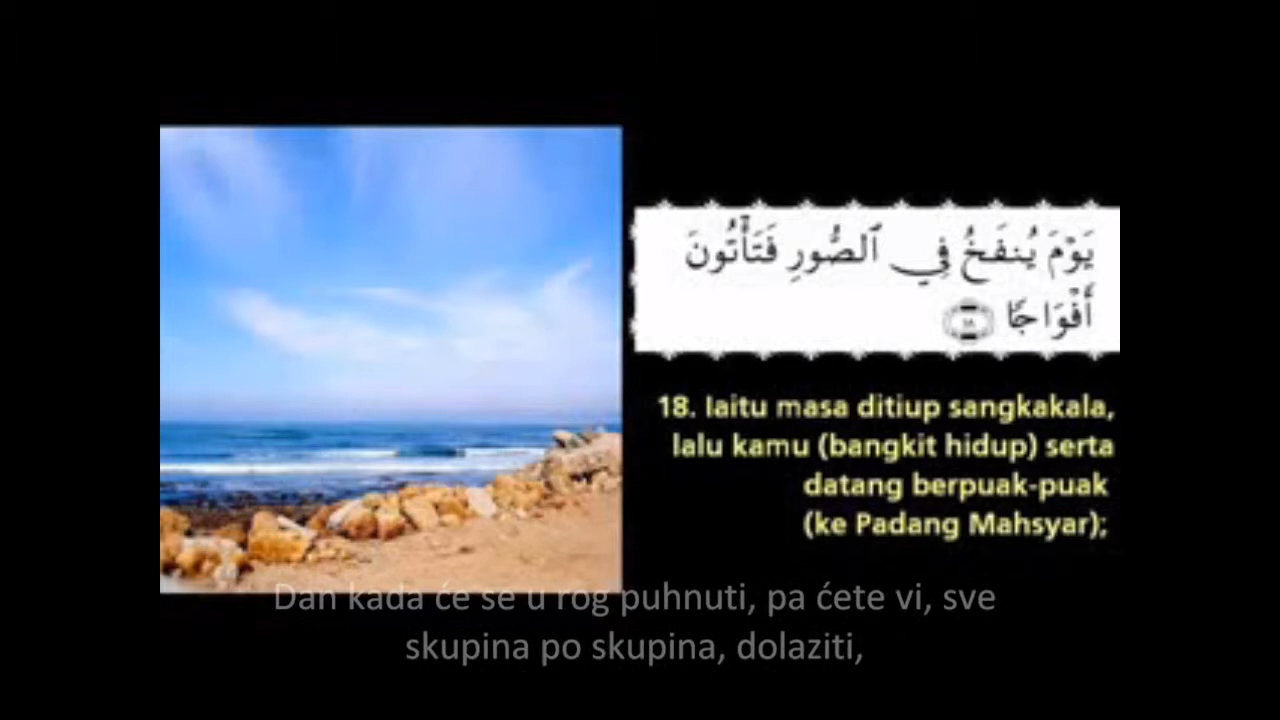 يَوْمَ يُنفَخُ فِي ٱلصُّورِ فَتَأْتُونَ
أَفْوَاجًا ١٨
18. Iaitu masa ditiup sangkakala,
lalu kamu (bangkit hidup) serta
datang berpuak-puak
(ke Padang Mahsyar);
Dan kada će se u rog puhnuti, pa ćete vi, sve
skupina po skupina, dolaziti,